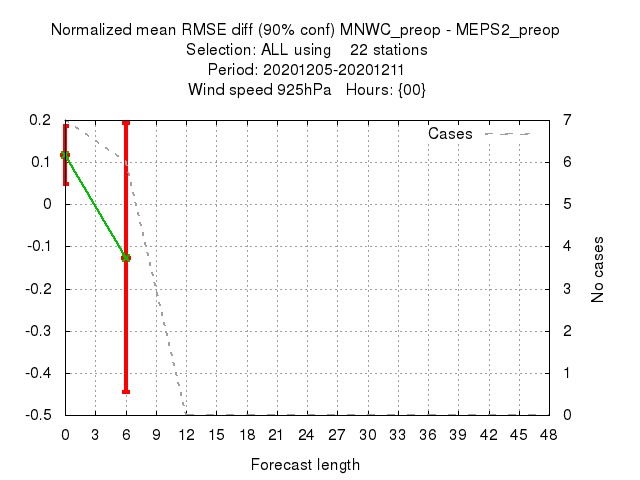 Normalized mean RMSE diff (90% conf) MNWC_preop - MEPS2_preop
Selection: ALL using    22 stations
Period: 20201205-20201211
Wind speed 925hPa   Hours: {00}
Cases
0.2
0.1
0
-0.1
-0.2
-0.3
-0.4
-0.5
7
6
5
4
3
2
1
0
No cases
0 3 6 9 12 15 18 21 24 27 30 33 36 39 42 45 48
Forecast length